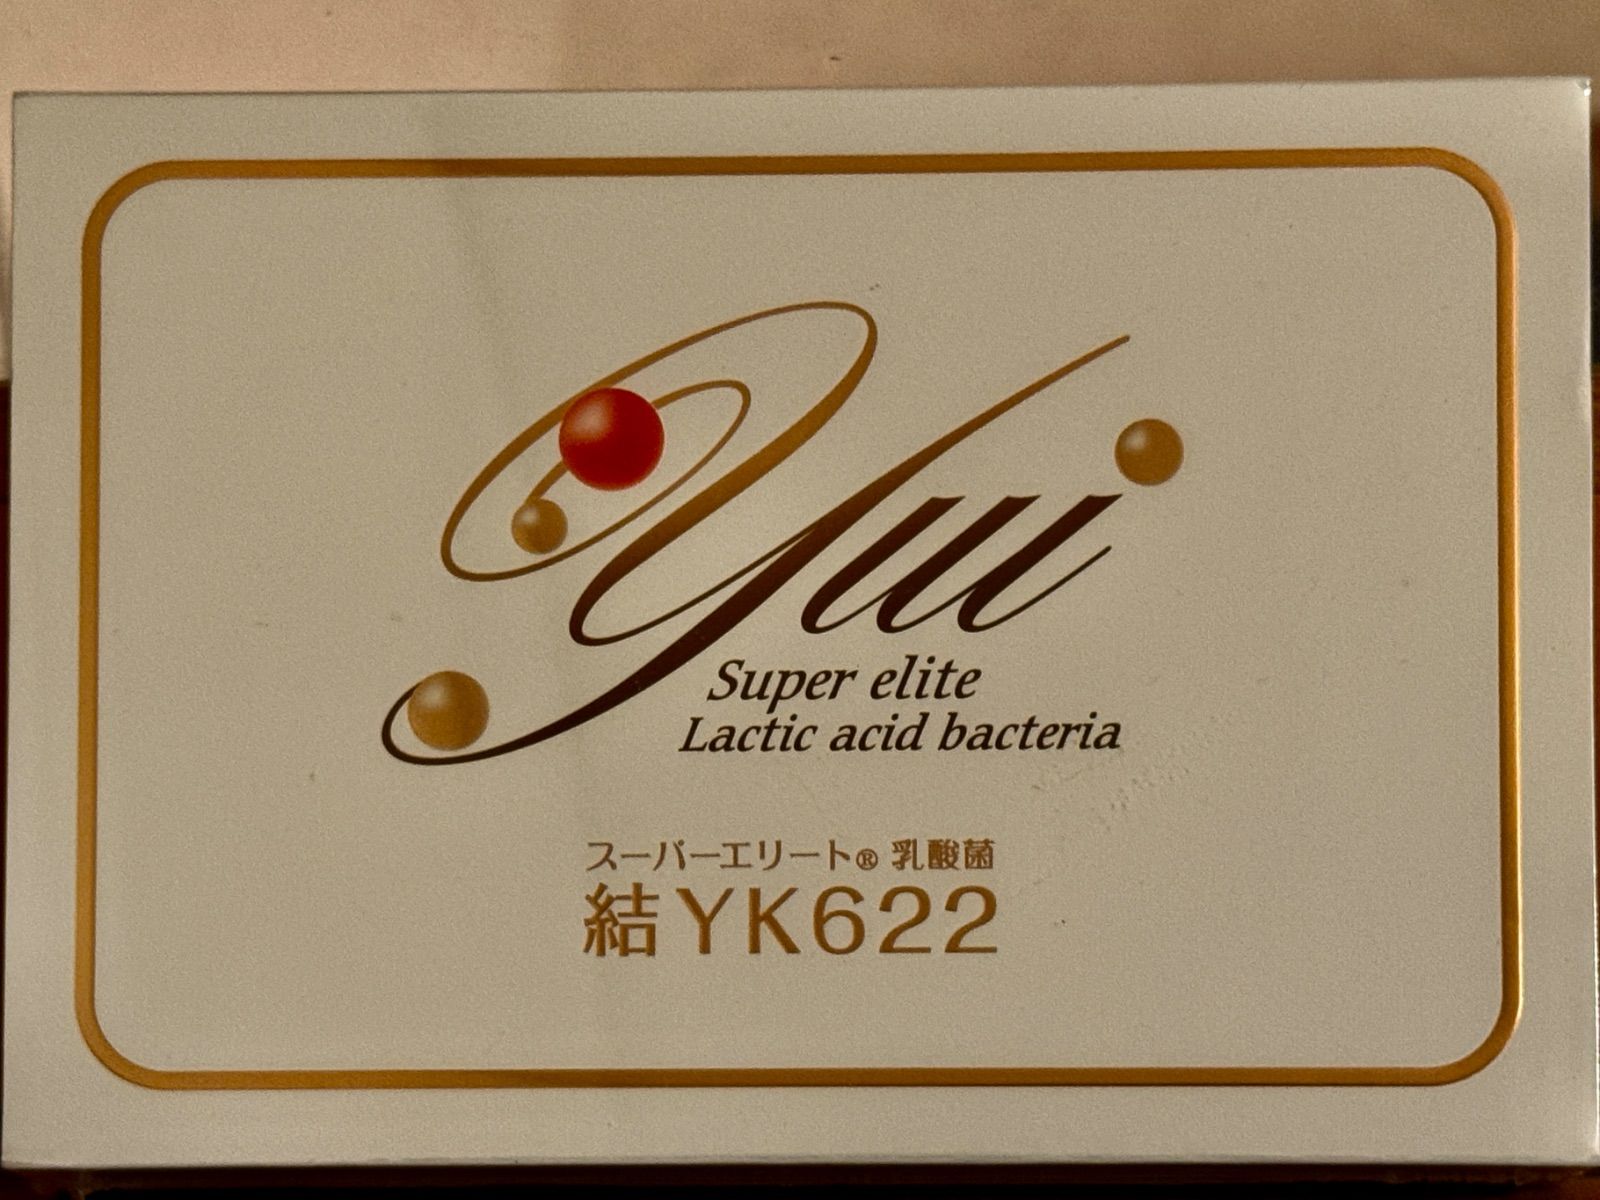 Yui
Super elite
Lactic acid bacteria
スーパーエリート® 乳酸菌
結YK622